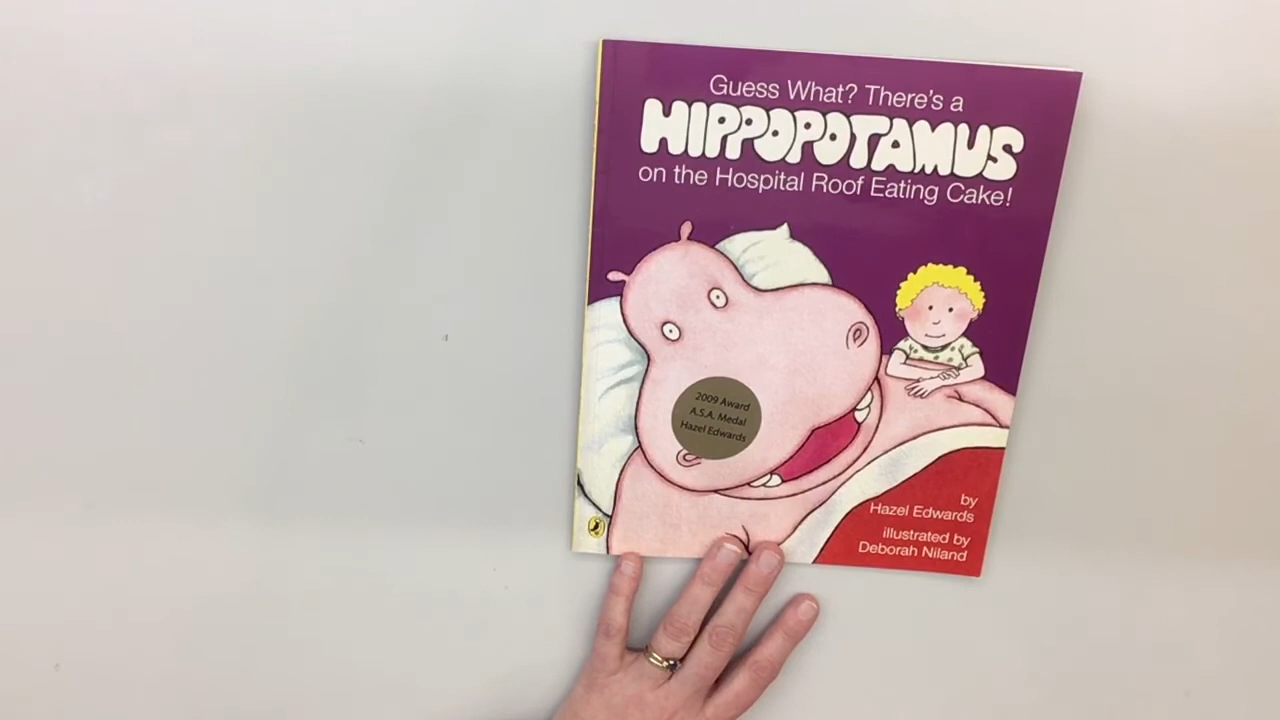 Guess What? There's a
HIPPOPOTAMUS
on the Hospital Roof Eating Cake!
2009 Award
A.S.A. Medal
Hazel Edwards
by
Hazel Edwards
illustrated by
Deborah Niland